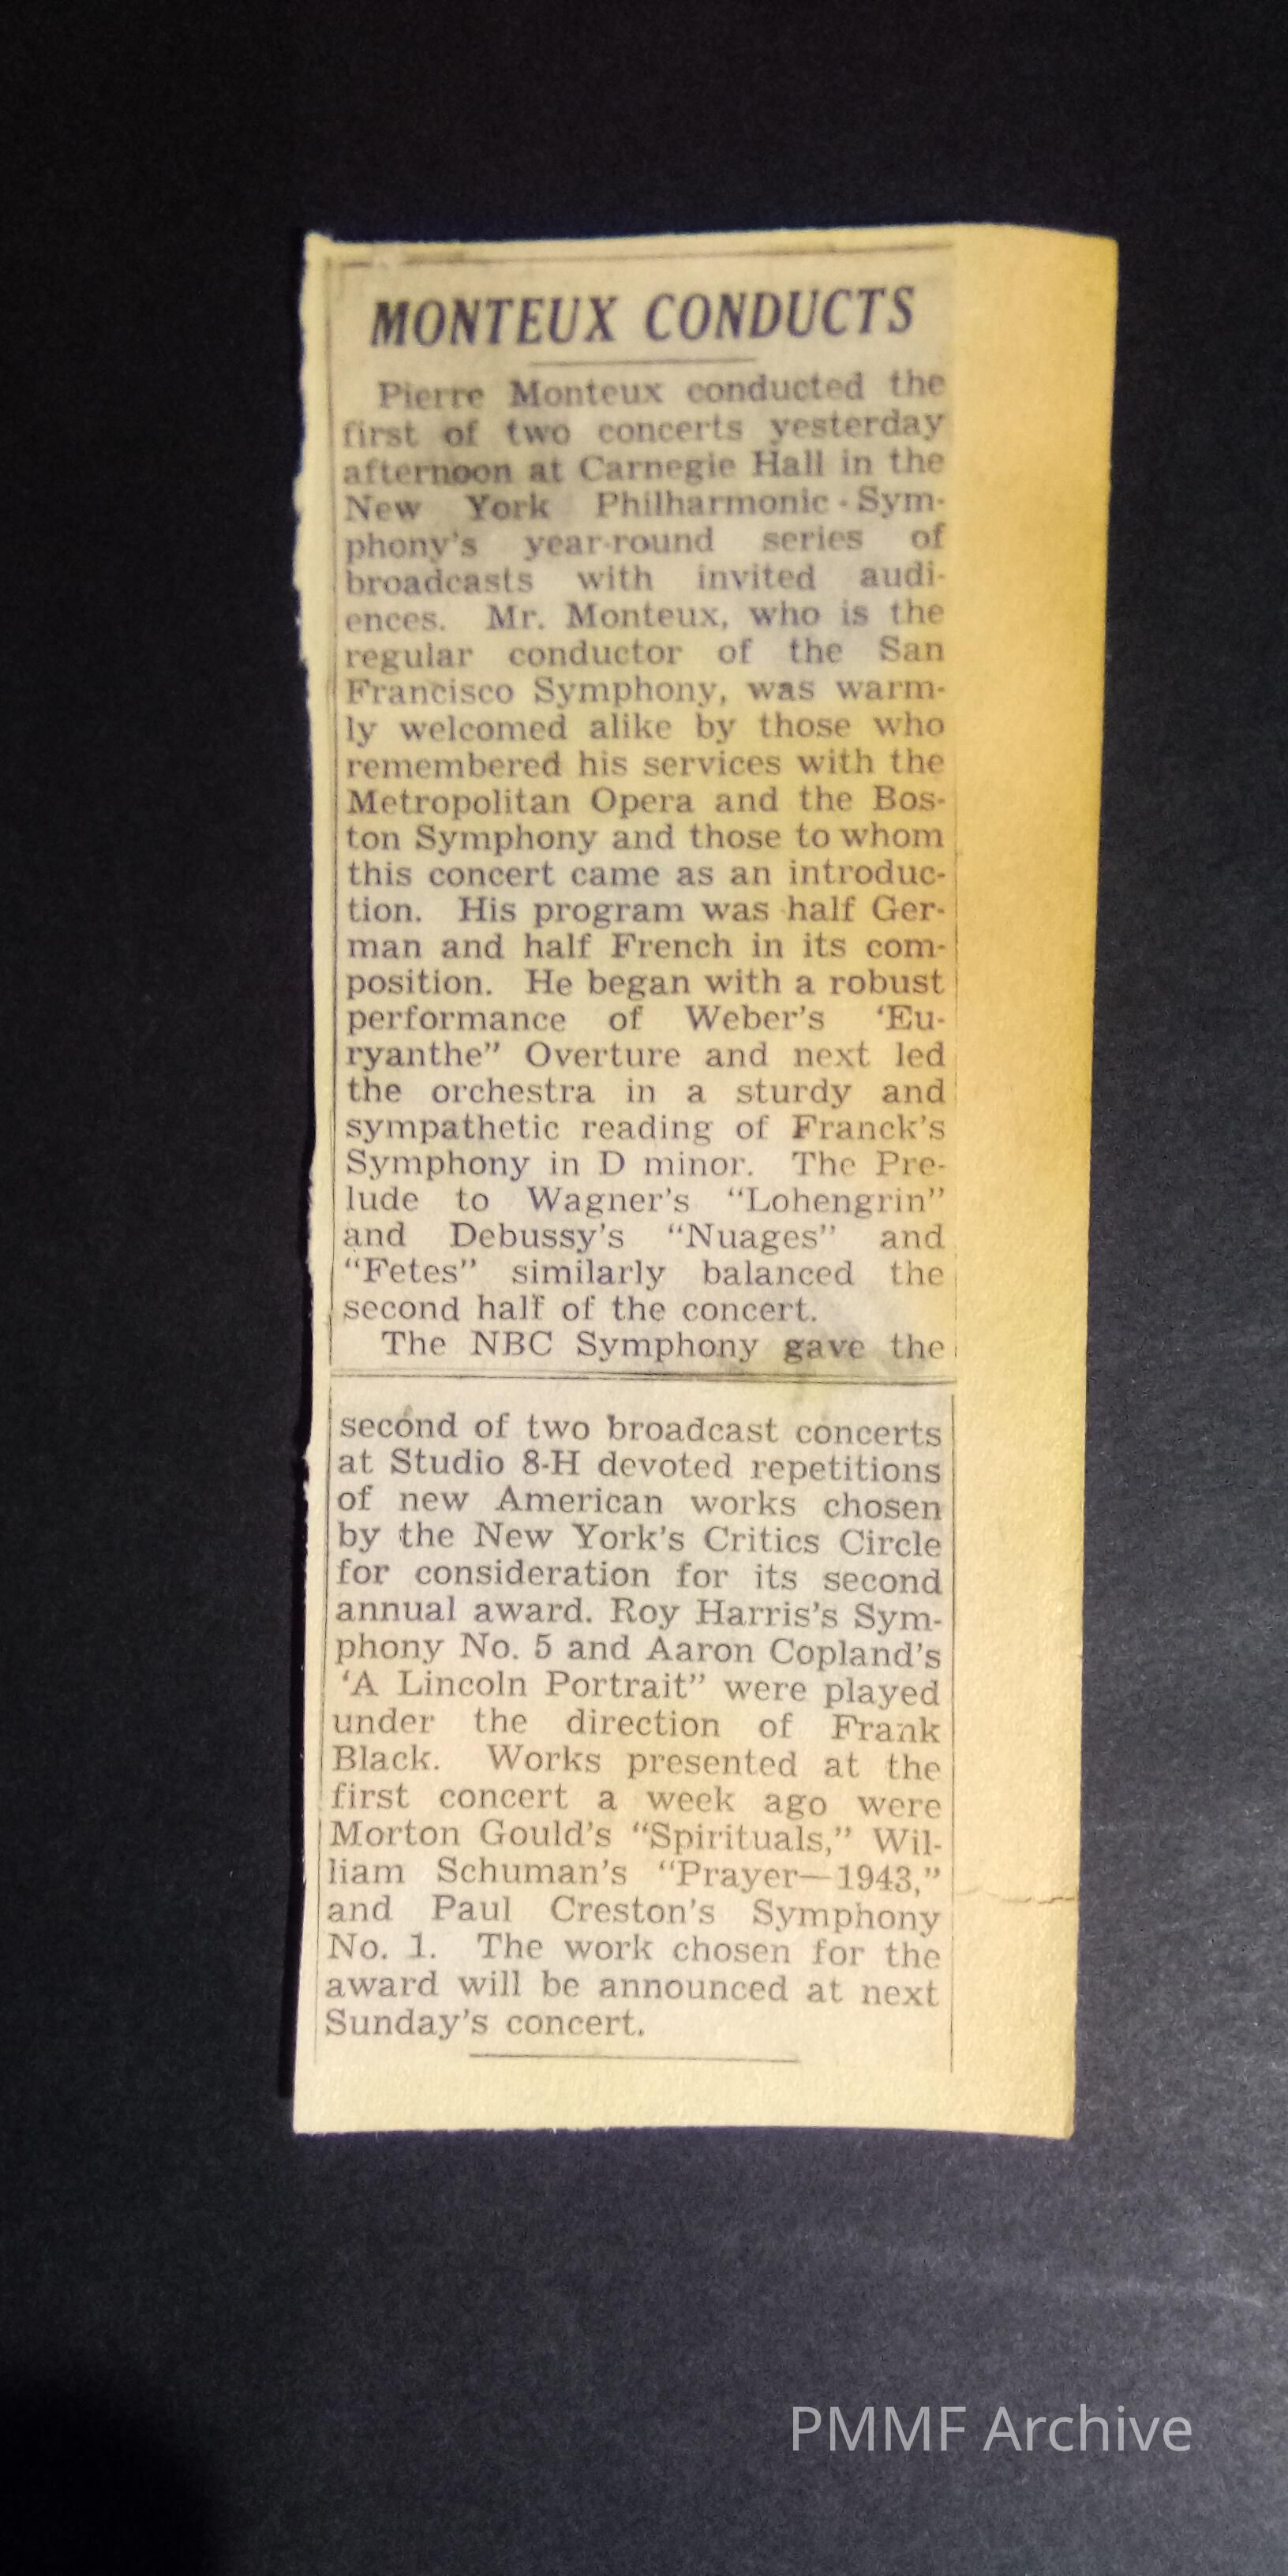 MONTEUX CONDUCTS
Pierre Monteux conducted the
first of two concerts yesterday
afternoon at Carnegie Hall in the
New York Philharmonic - Sym-
phony's year-round series of
broadcasts with invited audi-
ences. Mr. Monteux, who is the
regular conductor of the San
Francisco Symphony, was warm-
ly welcomed alike by those who
remembered his services with the
Metropolitan Opera and the Bos-
ton Symphony and those to whom
this concert came as an introduc-
tion. His program was half Ger-
man and half French in its com-
position. He began with a robust
performance of Weber's 'Eu-
ryanthe” Overture and next led
the orchestra in a sturdy and
sympathetic reading of Franck's
Symphony in D minor. The Pre-
lude to Wagner's “Lohengrin”
and Debussy's “Nuages” and
“Fetes” similarly balanced the
second half of the concert.
The NBC Symphony gave the
second of two broadcast concerts
at Studio 8-H devoted repetitions
of new American works chosen
by the New York's Critics Circle
for consideration for its second
annual award. Roy Harris's Sym-
phony No. 5 and Aaron Copland's
'A Lincoln Portrait” were played
under the direction of Frank
Black. Works presented at the
first concert a week ago were
Morton Gould's “Spirituals,” Wil-
liam Schuman's “Prayer—1943,”
and Paul Creston's Symphony
No. 1. The work chosen for the
award will be announced at next
Sunday's concert.
PMMF Archive